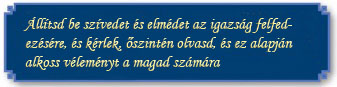 Állítsd be szívedet és elmédet az igazság felfed-
ezésére, és kérlek, őszintén olvasd, és ez alapján
alkoss véleményt a magad számára